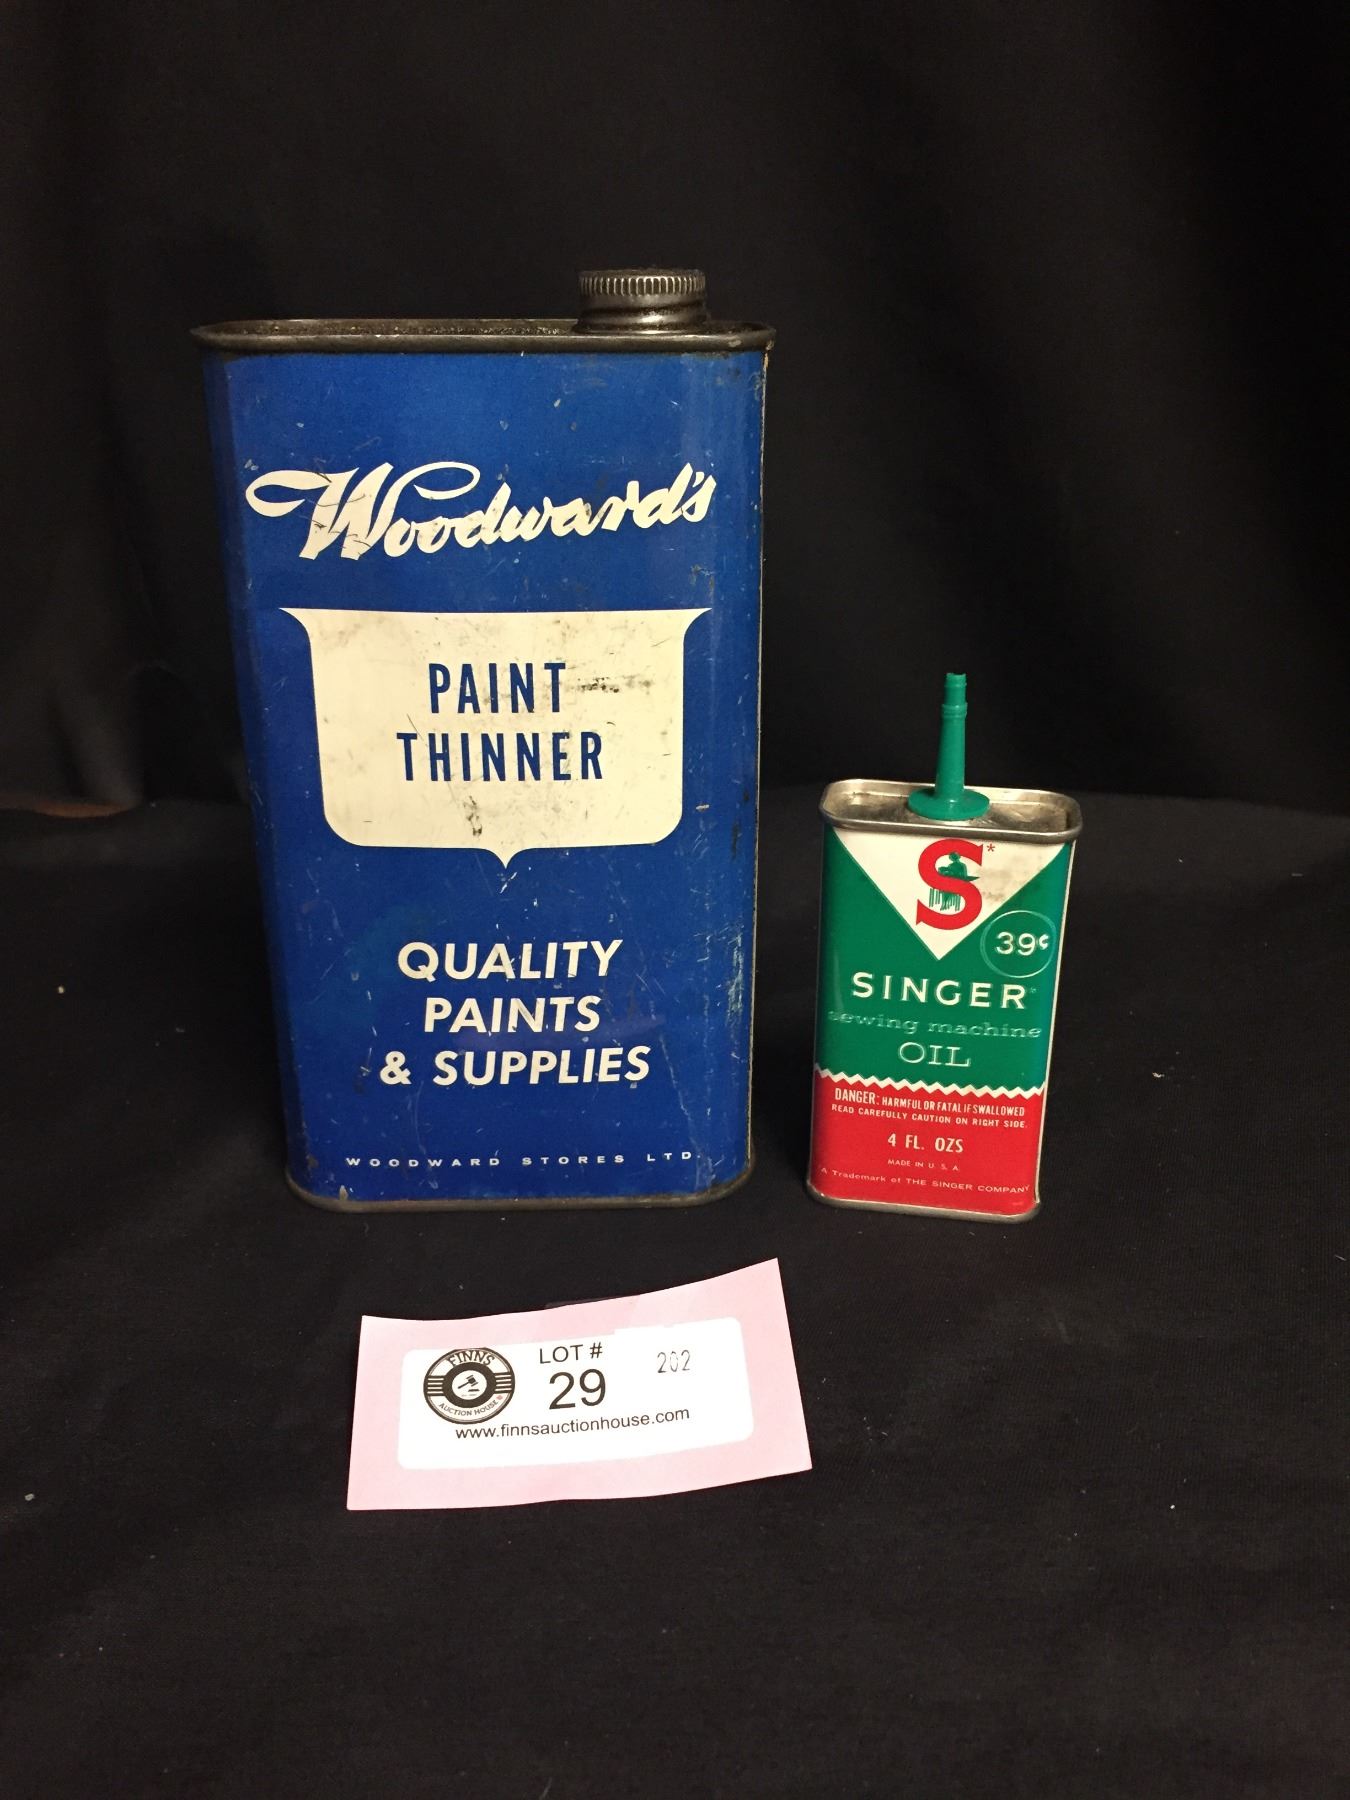 Woodward's
PAINT
THINNER
QUALITY
PAINTS
& SUPPLIES
WOODWARD STORES LTD.
S*
39¢
SINGER*
sewing machine
OIL
DANGER: HARMFUL OR FATAL IF SWALLOWED
READ CAREFULLY CAUTION ON RIGHT SIDE.
4 FL. OZS
MADE IN U. S. A.
A Trademark of THE SINGER COMPANY
FINNS
AUCTION HOUSE
LOT #
29
202
www.finnsauctionhouse.com